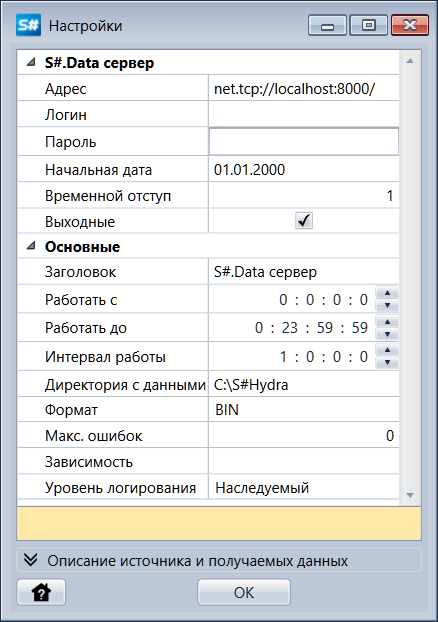 S# Настройки
S#.Data сервер
Адрес net.tcp://localhost:8000/
Логин
Пароль
Начальная дата 01.01.2000
Временной отступ 1
Выходные
Основные
Заголовок S#.Data сервер
Работать с 0 : 0 : 0 : 0
Работать до 0 : 23 : 59 : 59
Интервал работы 1 : 0 : 0 : 0
Директория с данными C:\S#Hydra
Формат BIN
Макс. ошибок 0
Зависимость
Уровень логирования Наследуемый
Описание источника и получаемых данных
? OK